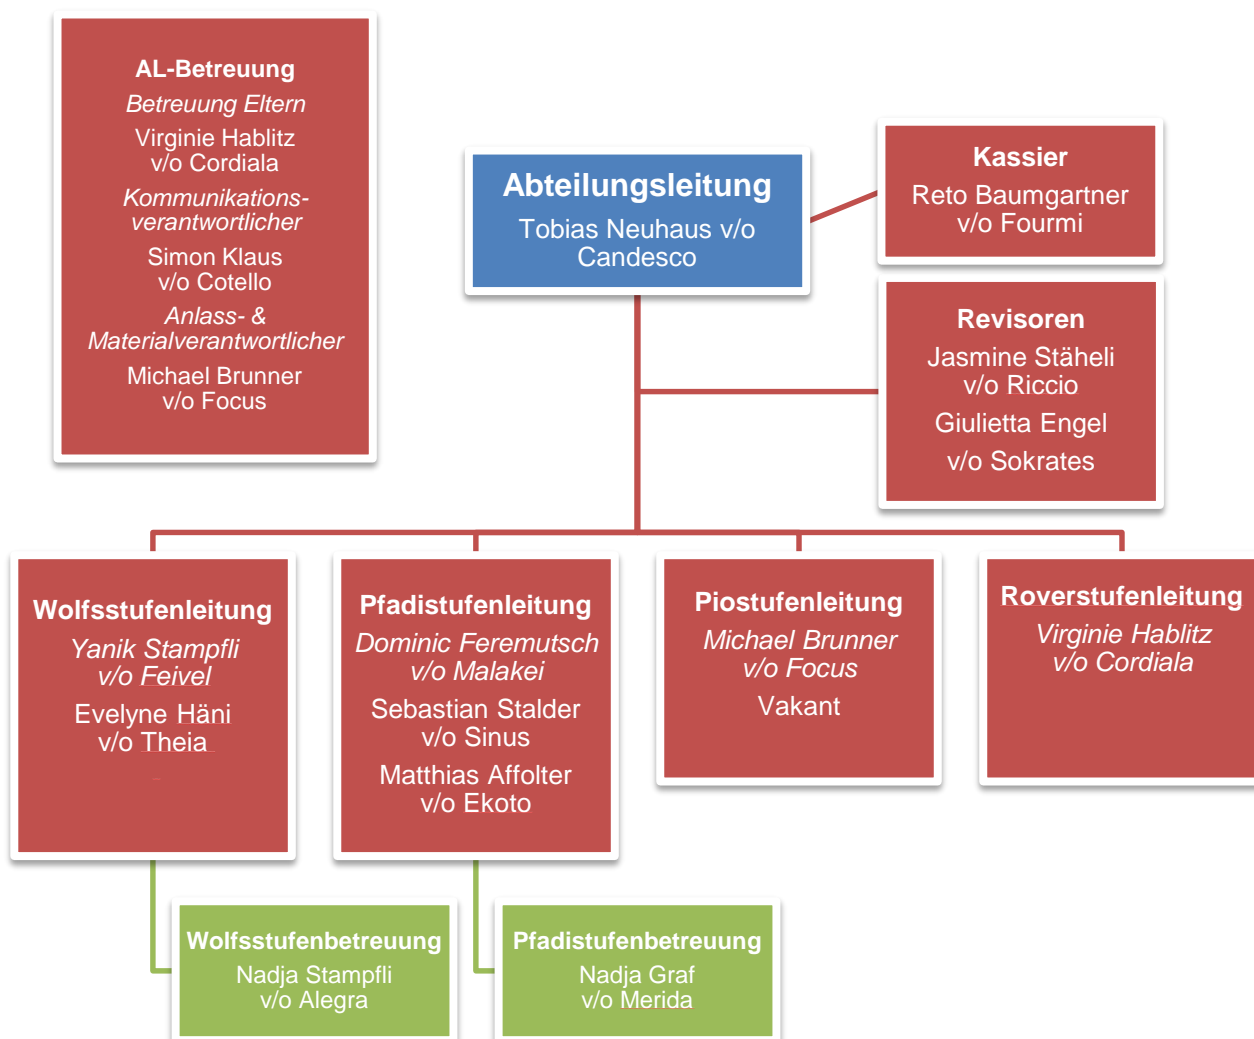 AL-Betreuung
Betreuung Eltern
Virginie Hablitz
v/o Cordiala
Kommunikations-
verantwortlicher
Simon Klaus
v/o Cotello
Anlass- &
Materialverantwortlicher
Michael Brunner
v/o Focus
Abteilungsleitung
Tobias Neuhaus v/o
Candesco
Kassier
Reto Baumgartner
v/o Fourmi
Revisoren
Jasmine Stäheli
v/o Riccio
Giulietta Engel
v/o Sokrates
Wolfsstufenleitung
Yanik Stampfli
v/o Feivel
Evelyne Häni
v/o Theia
Pfadistufenleitung
Dominic Feremutsch
v/o Malakei
Sebastian Stalder
v/o Sinus
Matthias Affolter
v/o Ekoto
Piostufenleitung
Michael Brunner
v/o Focus
Vakant
Roverstufenleitung
Virginie Hablitz
v/o Cordiala
Wolfsstufenbetreuung
Nadja Stampfli
v/o Alegra
Pfadistufenbetreuung
Nadja Graf
v/o Merida